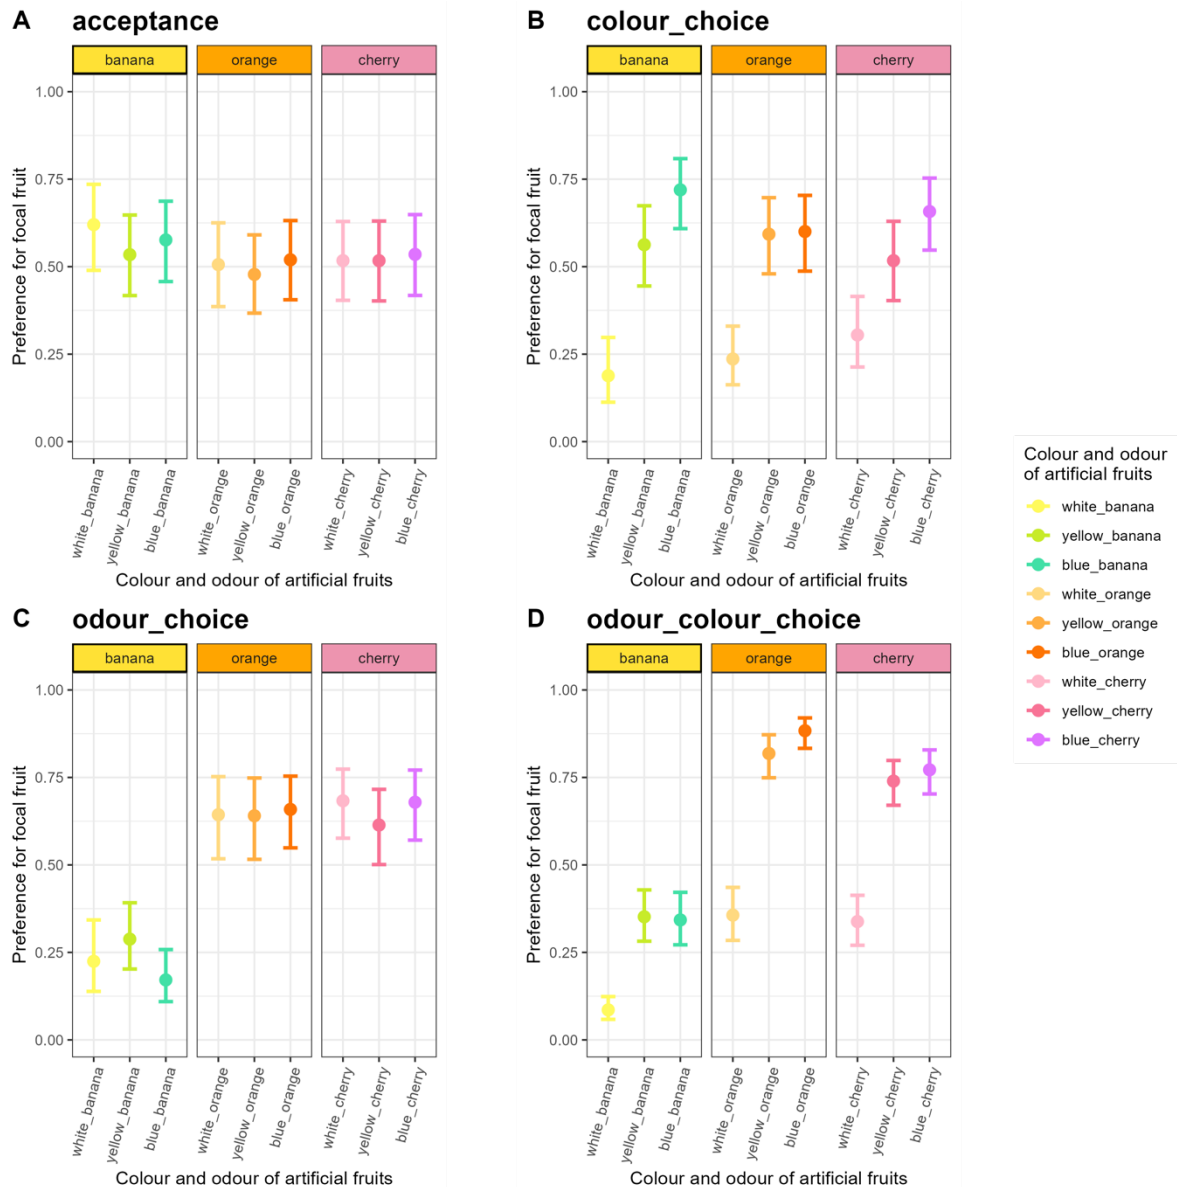 A acceptance
banana orange cherry
1.00
0.75
0.50
0.25
0.00
Preference for focal fruit
white_banana
yellow_banana
blue_banana
white_orange
yellow_orange
blue_orange
white_cherry
yellow_cherry
blue_cherry
Colour and odour of artificial fruits
B colour_choice
banana orange cherry
1.00
0.75
0.50
0.25
0.00
Preference for focal fruit
white_banana
yellow_banana
blue_banana
white_orange
yellow_orange
blue_orange
white_cherry
yellow_cherry
blue_cherry
Colour and odour of artificial fruits
C odour_choice
banana orange cherry
1.00
0.75
0.50
0.25
0.00
Preference for focal fruit
white_banana
yellow_banana
blue_banana
white_orange
yellow_orange
blue_orange
white_cherry
yellow_cherry
blue_cherry
Colour and odour of artificial fruits
D odour_colour_choice
banana orange cherry
1.00
0.75
0.50
0.25
0.00
Preference for focal fruit
white_banana
yellow_banana
blue_banana
white_orange
yellow_orange
blue_orange
white_cherry
yellow_cherry
blue_cherry
Colour and odour of artificial fruits
Colour and odour
of artificial fruits
white_banana
yellow_banana
blue_banana
white_orange
yellow_orange
blue_orange
white_cherry
yellow_cherry
blue_cherry